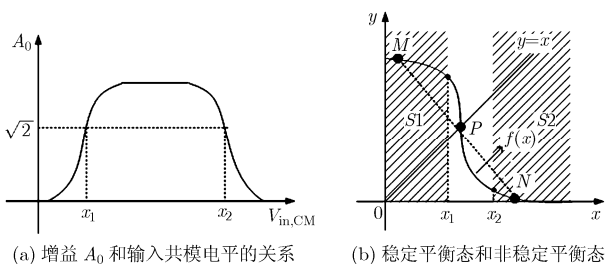 A₀
√2
x₁
x₂
V_in,CM
(a) 增益 A₀ 和输入共模电平的关系
y
M
y=x
S1
P
S2
f(x)
N
0
x₁
x₂
x
(b) 稳定平衡态和非稳定平衡态